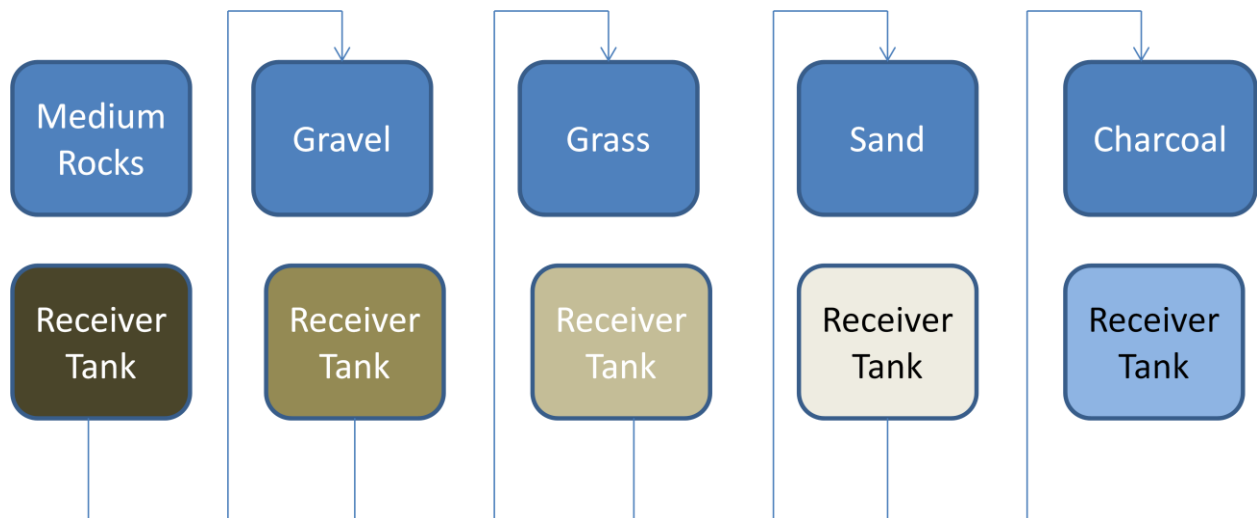 Medium
Rocks
Gravel
Grass
Sand
Charcoal
Receiver
Tank
Receiver
Tank
Receiver
Tank
Receiver
Tank
Receiver
Tank